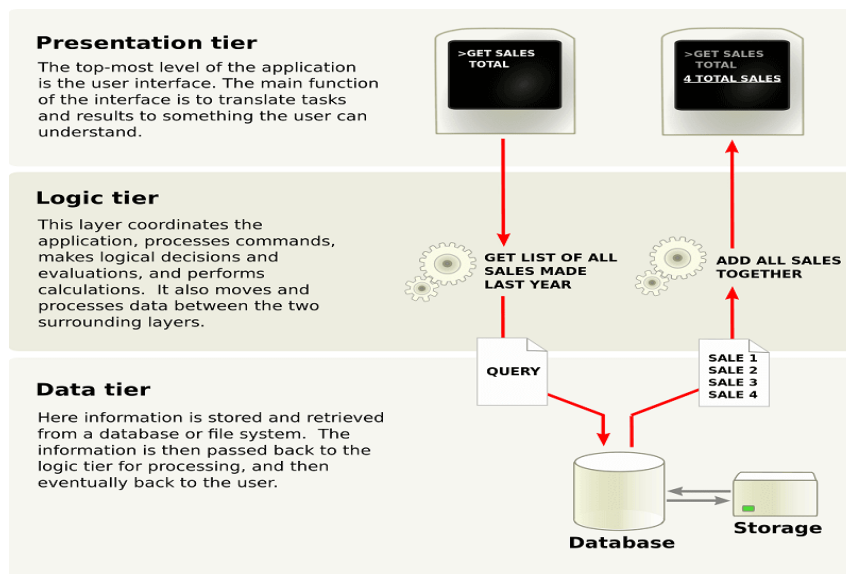 Presentation tier
The top-most level of the application
is the user interface. The main function
of the interface is to translate tasks
and results to something the user can
understand.
>GET SALES
TOTAL
>GET SALES
TOTAL
4 TOTAL SALES
Logic tier
This layer coordinates the
application, processes commands,
makes logical decisions and
evaluations, and performs
calculations.  It also moves and
processes data between the two
surrounding layers.
GET LIST OF ALL
SALES MADE
LAST YEAR
ADD ALL SALES
TOGETHER
QUERY
SALE 1
SALE 2
SALE 3
SALE 4
Data tier
Here information is stored and retrieved
from a database or file system.  The
information is then passed back to the
logic tier for processing, and then
eventually back to the user.
Database
Storage